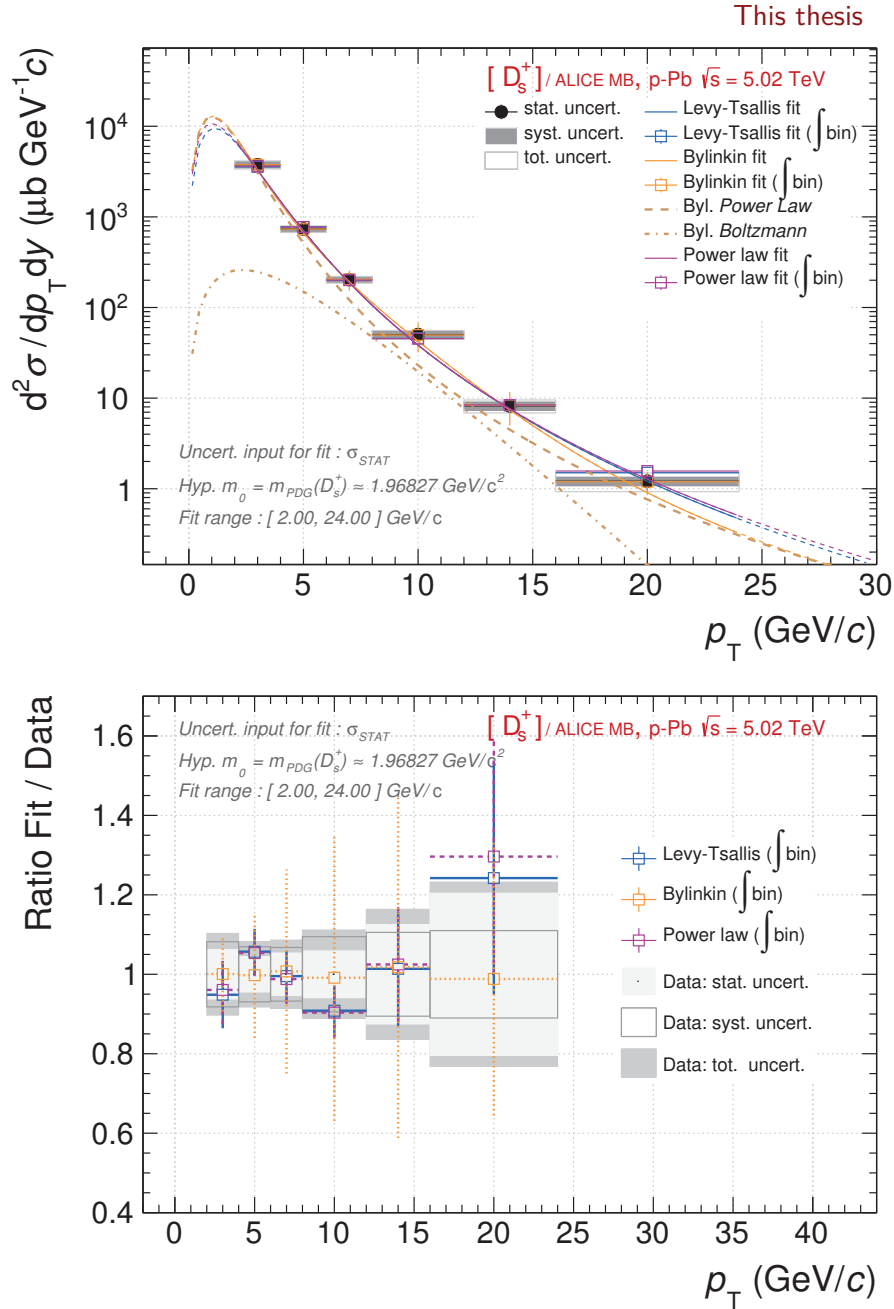 This thesis
[ D_s^+ ] / ALICE MB, p-Pb √s = 5.02 TeV
stat. uncert.
syst. uncert.
tot. uncert.
Levy-Tsallis fit
Levy-Tsallis fit (∫bin)
Bylinkin fit
Bylinkin fit (∫bin)
Byl. Power Law
Byl. Boltzmann
Power law fit
Power law fit (∫bin)
d²σ / dp_T dy (μb GeV⁻¹c)
10⁴
10³
10²
10
1
Uncert. input for fit : σ_STAT
Hyp. m_0 = m_PDG(D_s^+) ≈ 1.96827 GeV/c²
Fit range : [ 2.00, 24.00 ] GeV/c
0 5 10 15 20 25 30
p_T (GeV/c)
Ratio Fit / Data
1.6
1.4
1.2
1
0.8
0.6
0.4
Uncert. input for fit : σ_STAT
Hyp. m_0 = m_PDG(D_s^+) ≈ 1.96827 GeV/c²
Fit range : [ 2.00, 24.00 ] GeV/c
[ D_s^+ ] / ALICE MB, p-Pb √s = 5.02 TeV
Levy-Tsallis (∫bin)
Bylinkin (∫bin)
Power law (∫bin)
Data: stat. uncert.
Data: syst. uncert.
Data: tot. uncert.
0 5 10 15 20 25 30 35 40
p_T (GeV/c)